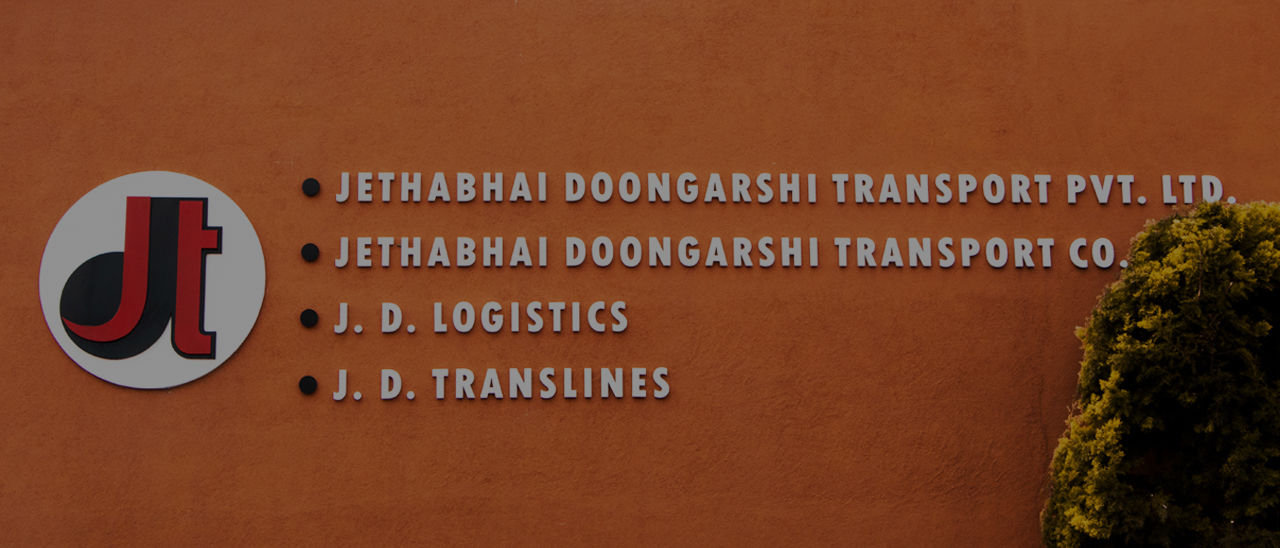 Jt
JETHABHAI DOONGARSHI TRANSPORT PVT. LTD.
JETHABHAI DOONGARSHI TRANSPORT CO.
J. D. LOGISTICS
J. D. TRANSLINES